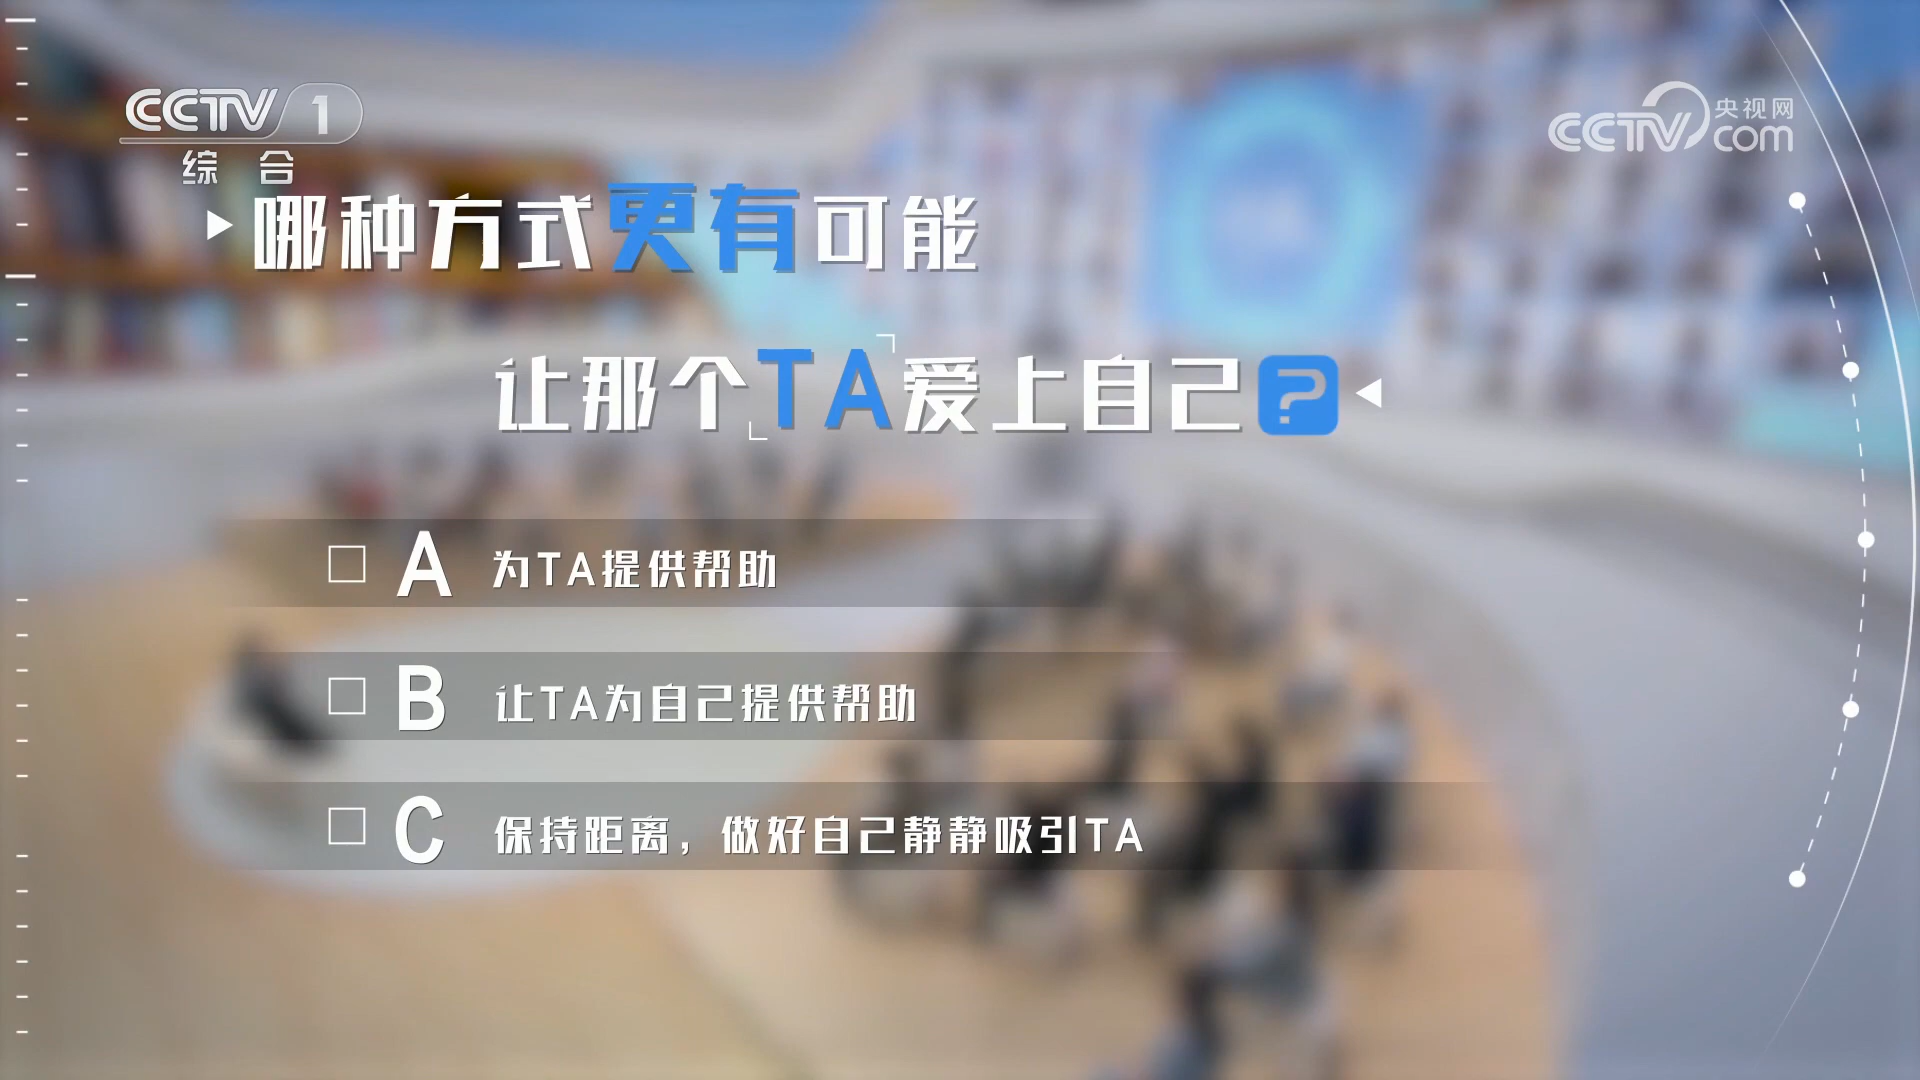 CCTV 1
综 合
央视网
CCTV com
哪种方式更有可能
让那个TA爱上自己?
A 为TA提供帮助
B 让TA为自己提供帮助
C 保持距离，做好自己静静吸引TA